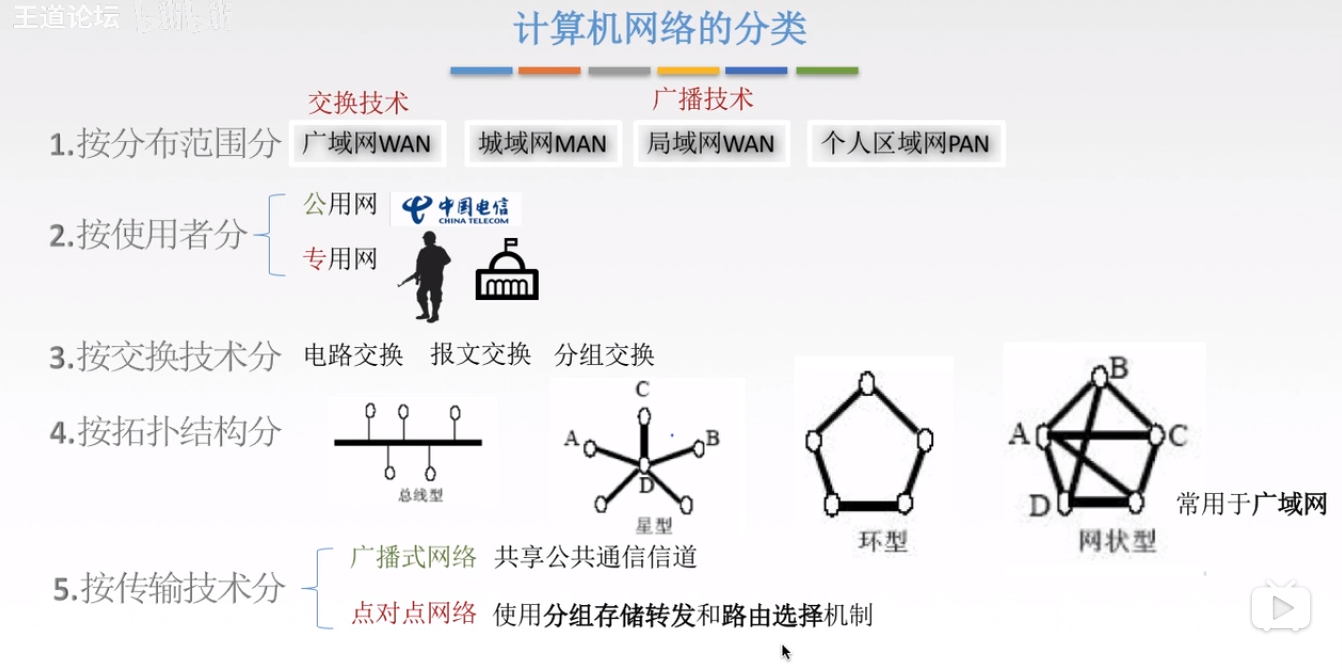 王道论坛 bilibili
计算机网络的分类
交换技术 广播技术
1.按分布范围分 广域网WAN 城域网MAN 局域网WAN 个人区域网PAN
公用网 中国电信
CHINA TELECOM
2.按使用者分
专用网
3.按交换技术分 电路交换 报文交换 分组交换
4.按拓扑结构分
总线型
C
A B
D
星型
环型
B
A C
D
网状型
常用于广域网
5.按传输技术分
广播式网络 共享公共通信信道
点对点网络 使用分组存储转发和路由选择机制